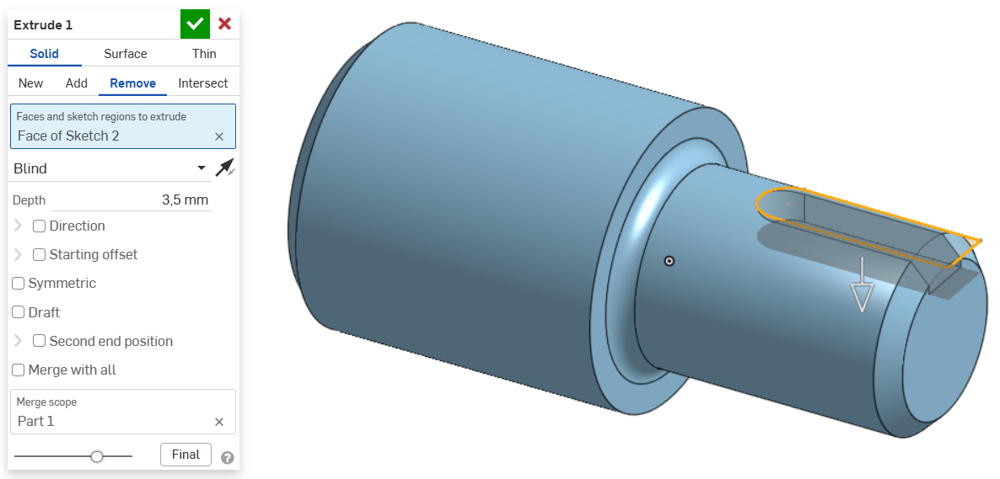 Extrude 1
Solid Surface Thin
New Add Remove Intersect
Faces and sketch regions to extrude
Face of Sketch 2
Blind
Depth 3,5 mm
Direction
Starting offset
Symmetric
Draft
Second end position
Merge with all
Merge scope
Part 1
Final ?